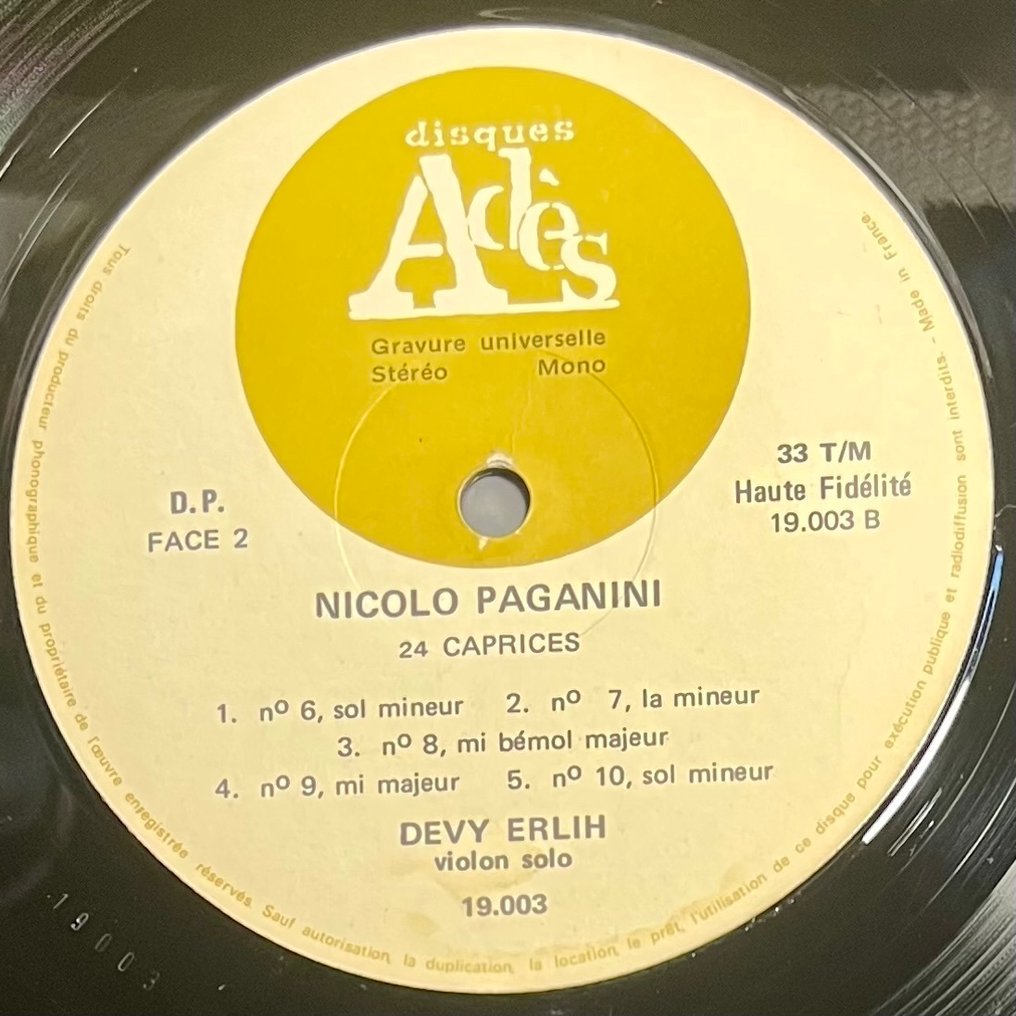 disques
Adès
Gravure universelle
Stéréo Mono
D.P.
FACE 2
33 T/M
Haute Fidélité
19.003 B
NICOLO PAGANINI
24 CAPRICES
1. nº 6, sol mineur 2. nº 7, la mineur
3. nº 8, mi bémol majeur
4. nº 9, mi majeur 5. nº 10, sol mineur
DEVY ERLIH
violon solo
19.003
Tous droits du producteur phonographique et du propriétaire de l'œuvre enregistrée réservés. Sauf autorisation, la duplication, la location, le prêt, l'utilisation de ce disque pour exécution publique et radiodiffusion sont interdits. - Made in France.
19003